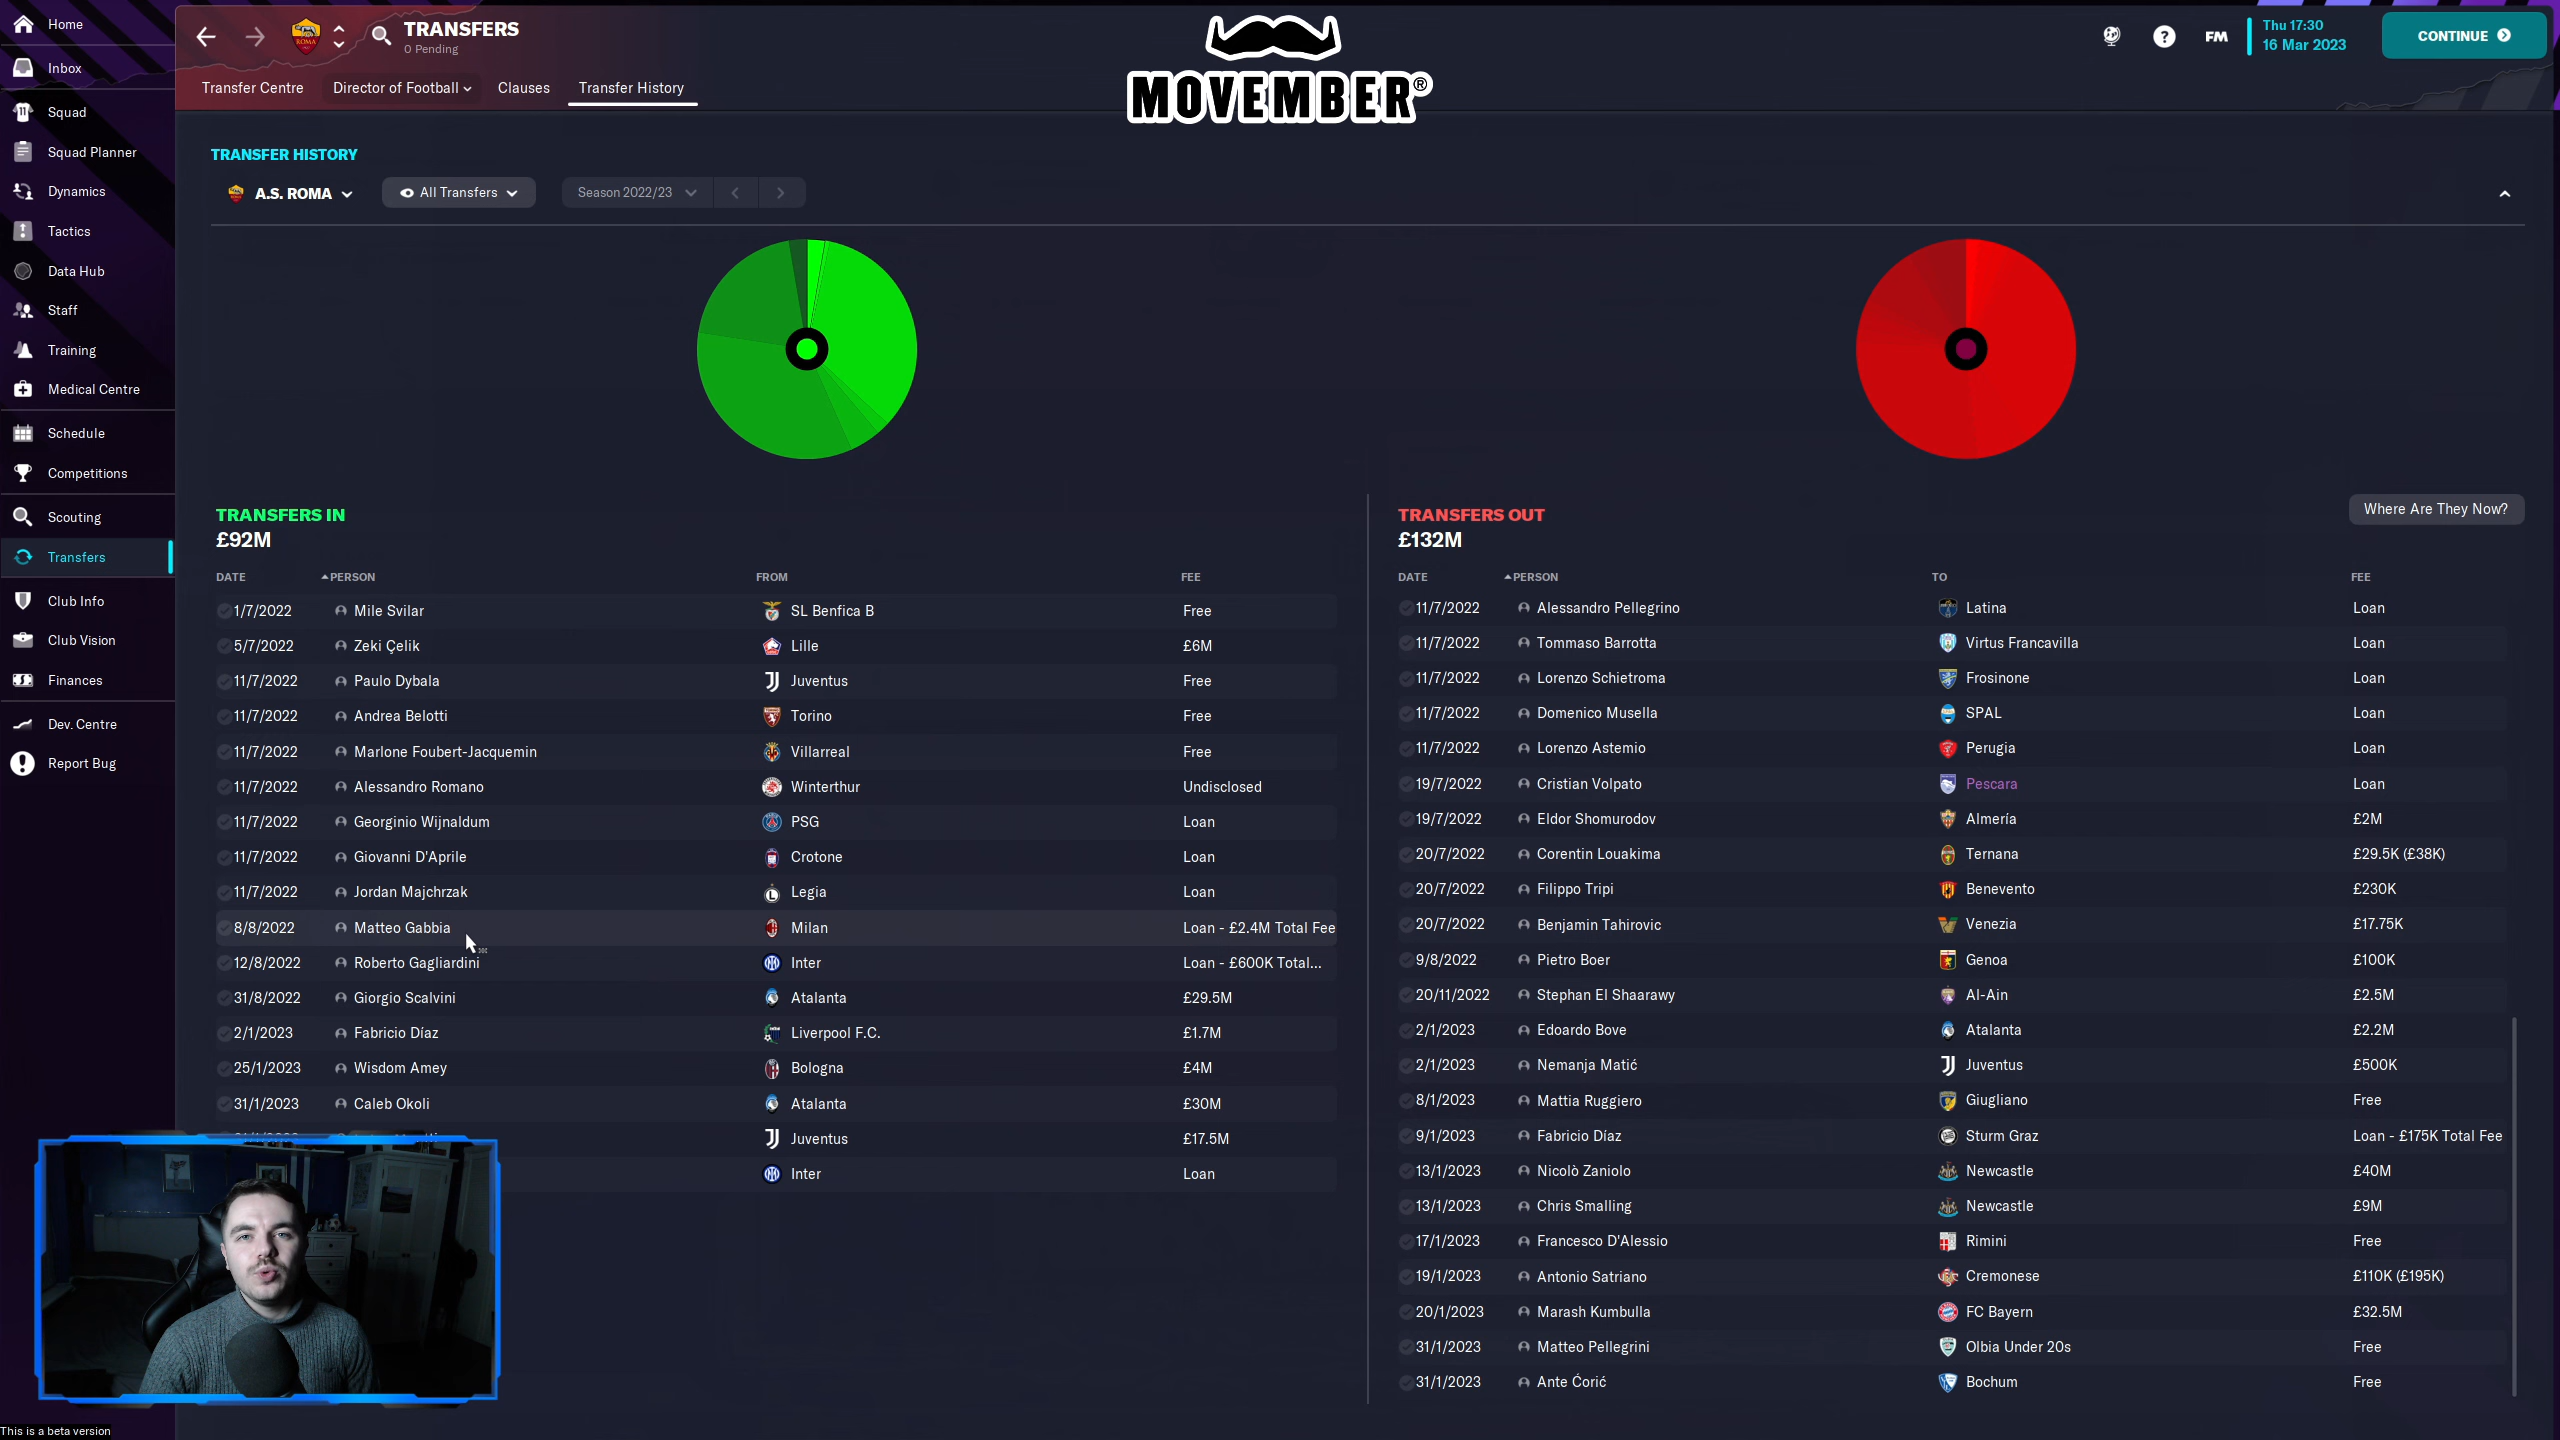 Home
TRANSFERS
0 Pending
MOVEMBER®
FM
Thu 17:30
16 Mar 2023
CONTINUE
Inbox
Transfer Centre
Director of Football
Clauses
Transfer History
Squad
Squad Planner
Dynamics
Tactics
Data Hub
Staff
Training
Medical Centre
Schedule
Competitions
Scouting
Transfers
Club Info
Club Vision
Finances
Dev. Centre
Report Bug
TRANSFER HISTORY
A.S. ROMA
All Transfers
Season 2022/23
TRANSFERS IN
£92M
DATE PERSON FROM FEE
1/7/2022 Mile Svilar SL Benfica B Free
5/7/2022 Zeki Çelik Lille £6M
11/7/2022 Paulo Dybala Juventus Free
11/7/2022 Andrea Belotti Torino Free
11/7/2022 Marlone Foubert-Jacquemin Villarreal Free
11/7/2022 Alessandro Romano Winterthur Undisclosed
11/7/2022 Georginio Wijnaldum PSG Loan
11/7/2022 Giovanni D'Aprile Crotone Loan
11/7/2022 Jordan Majchrzak Legia Loan
8/8/2022 Matteo Gabbia Milan Loan - £2.4M Total Fee
12/8/2022 Roberto Gagliardini Inter Loan - £600K Total...
31/8/2022 Giorgio Scalvini Atalanta £29.5M
2/1/2023 Fabricio Díaz Liverpool F.C. £1.7M
25/1/2023 Wisdom Amey Bologna £4M
31/1/2023 Caleb Okoli Atalanta £30M
Juventus £17.5M
Inter Loan
Where Are They Now?
TRANSFERS OUT
£132M
DATE PERSON TO FEE
11/7/2022 Alessandro Pellegrino Latina Loan
11/7/2022 Tommaso Barrotta Virtus Francavilla Loan
11/7/2022 Lorenzo Schietroma Frosinone Loan
11/7/2022 Domenico Musella SPAL Loan
11/7/2022 Lorenzo Astemio Perugia Loan
19/7/2022 Cristian Volpato Pescara Loan
19/7/2022 Eldor Shomurodov Almería £2M
20/7/2022 Corentin Louakima Ternana £29.5K (£38K)
20/7/2022 Filippo Tripi Benevento £230K
20/7/2022 Benjamin Tahirovic Venezia £17.75K
9/8/2022 Pietro Boer Genoa £100K
20/11/2022 Stephan El Shaarawy Al-Ain £2.5M
2/1/2023 Edoardo Bove Atalanta £2.2M
2/1/2023 Nemanja Matić Juventus £500K
8/1/2023 Mattia Ruggiero Giugliano Free
9/1/2023 Fabricio Díaz Sturm Graz Loan - £175K Total Fee
13/1/2023 Nicolò Zaniolo Newcastle £40M
13/1/2023 Chris Smalling Newcastle £9M
17/1/2023 Francesco D'Alessio Rimini Free
19/1/2023 Antonio Satriano Cremonese £110K (£195K)
20/1/2023 Marash Kumbulla FC Bayern £32.5M
31/1/2023 Matteo Pellegrini Olbia Under 20s Free
31/1/2023 Ante Ćorić Bochum Free
This is a beta version